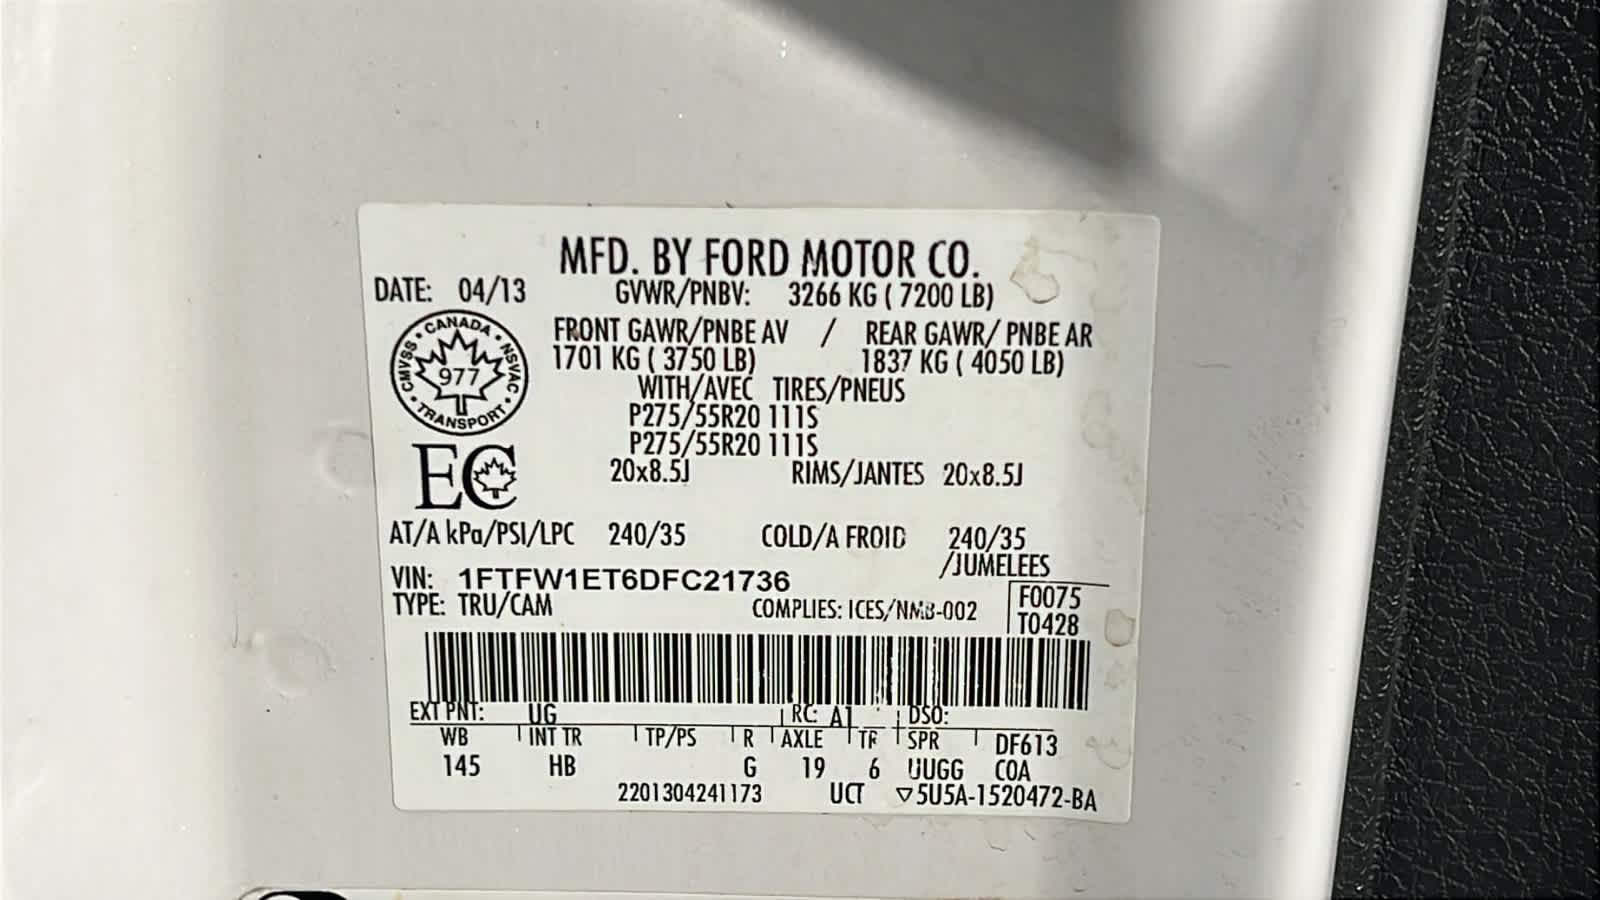 MFD. BY FORD MOTOR CO.
DATE: 04/13 GVWR/PNBV: 3266 KG ( 7200 LB)
FRONT GAWR/PNBE AV / REAR GAWR/ PNBE AR
1701 KG ( 3750 LB) 1837 KG ( 4050 LB)
WITH/AVEC TIRES/PNEUS
P275/55R20 111S
P275/55R20 111S
20x8.5J RIMS/JANTES 20x8.5J
CANADA · NSVAC · TRANSPORT · CMVSS
977
EC
AT/A kPa/PSI/LPC 240/35 COLD/A FROID 240/35
/JUMELEES
VIN: 1FTFW1ET6DFC21736
TYPE: TRU/CAM COMPLIES: ICES/NMB-002
F0075
T0428
EXT PNT: UG RC: A1 DSO:
WB INT TR TP/PS R AXLE TR SPR DF613
145 HB G 19 6 UUGG COA
2201304241173 UCT ▽5U5A-1520472-BA